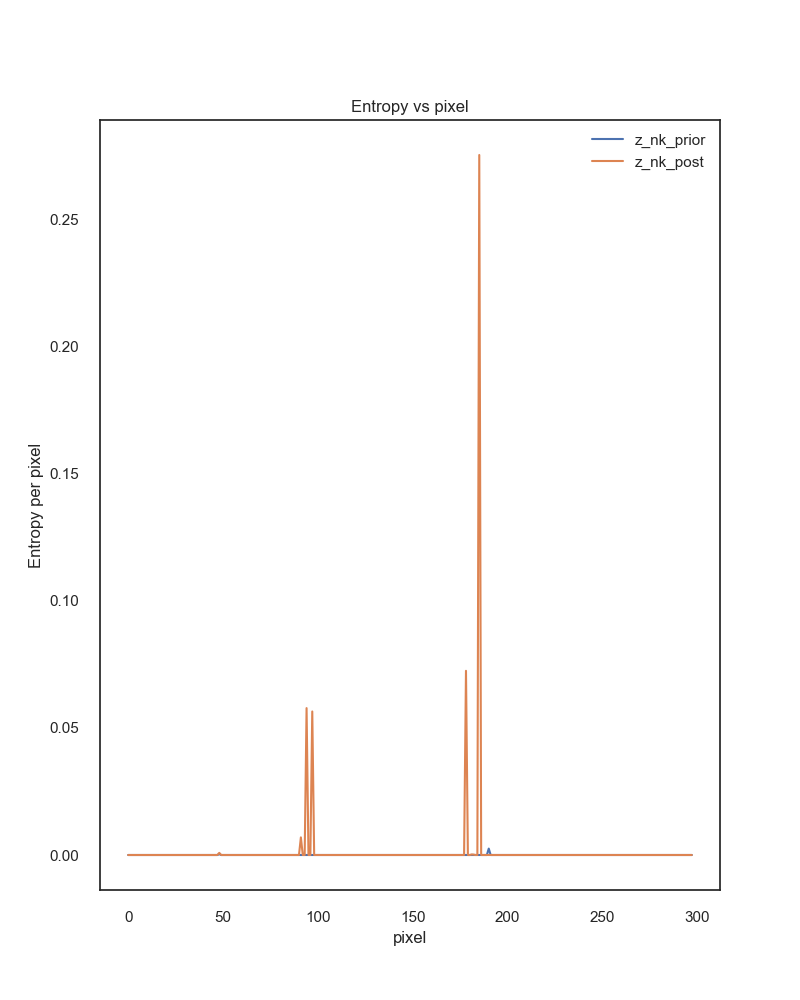 Entropy vs pixel
z_nk_prior
z_nk_post
0.25
0.20
0.15
0.10
0.05
0.00
Entropy per pixel
0 50 100 150 200 250 300
pixel